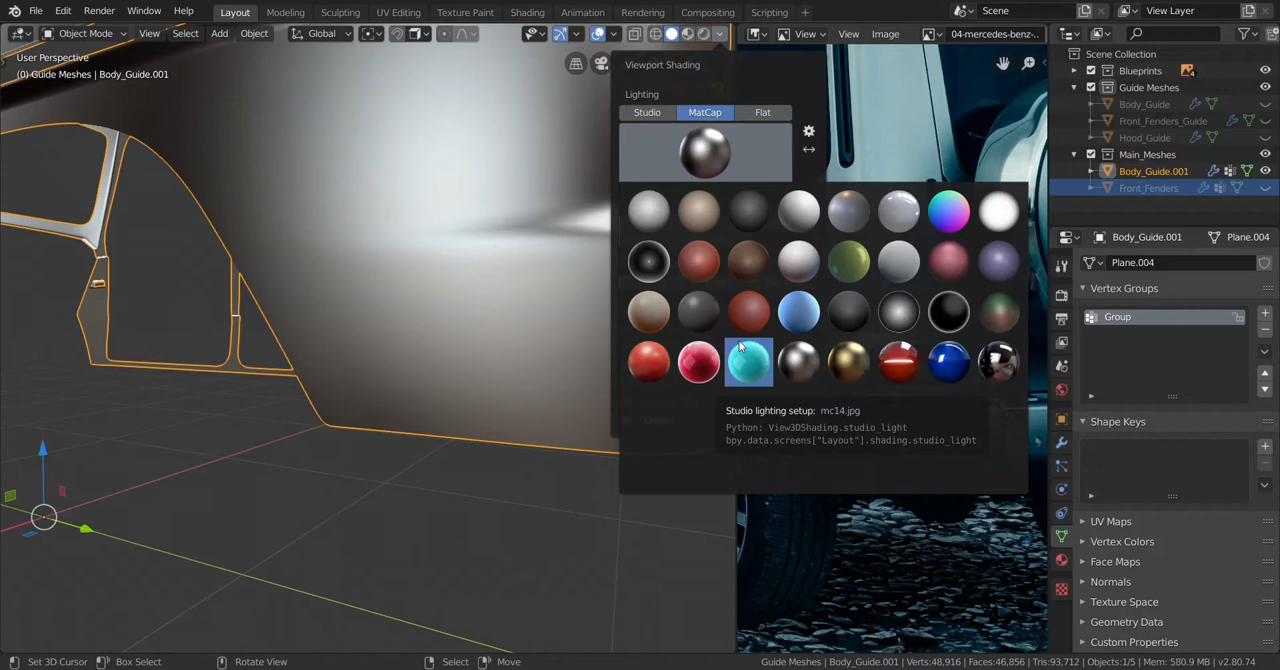 File Edit Render Window Help
Layout Modeling Sculpting UV Editing Texture Paint Shading Animation Rendering Compositing Scripting +
Scene
View Layer
Object Mode View Select Add Object
Global
View View Image
04-mercedes-benz-..
User Perspective
(0) Guide Meshes | Body_Guide.001
Viewport Shading
Lighting
Studio MatCap Flat
Studio lighting setup: mc14.jpg
Python: View3DShading.studio_light
bpy.data.screens["Layout"].shading.studio_light
Scene Collection
Blueprints
4
Guide Meshes
Body_Guide
Front_Fenders_Guide
Hood_Guide
Main_Meshes
Body_Guide.001
Front_Fenders
Body_Guide.001 Plane.004
Plane.004
Vertex Groups
Group
Shape Keys
UV Maps
Vertex Colors
Face Maps
Normals
Texture Space
Geometry Data
Custom Properties
Set 3D Cursor Box Select Rotate View Select Move
Guide Meshes | Body_Guide.001 | Verts:48,916 | Faces:46,856 | Tris:93,712 | Objects:1/5 | Mem: 580.9 MB | v2.80.74